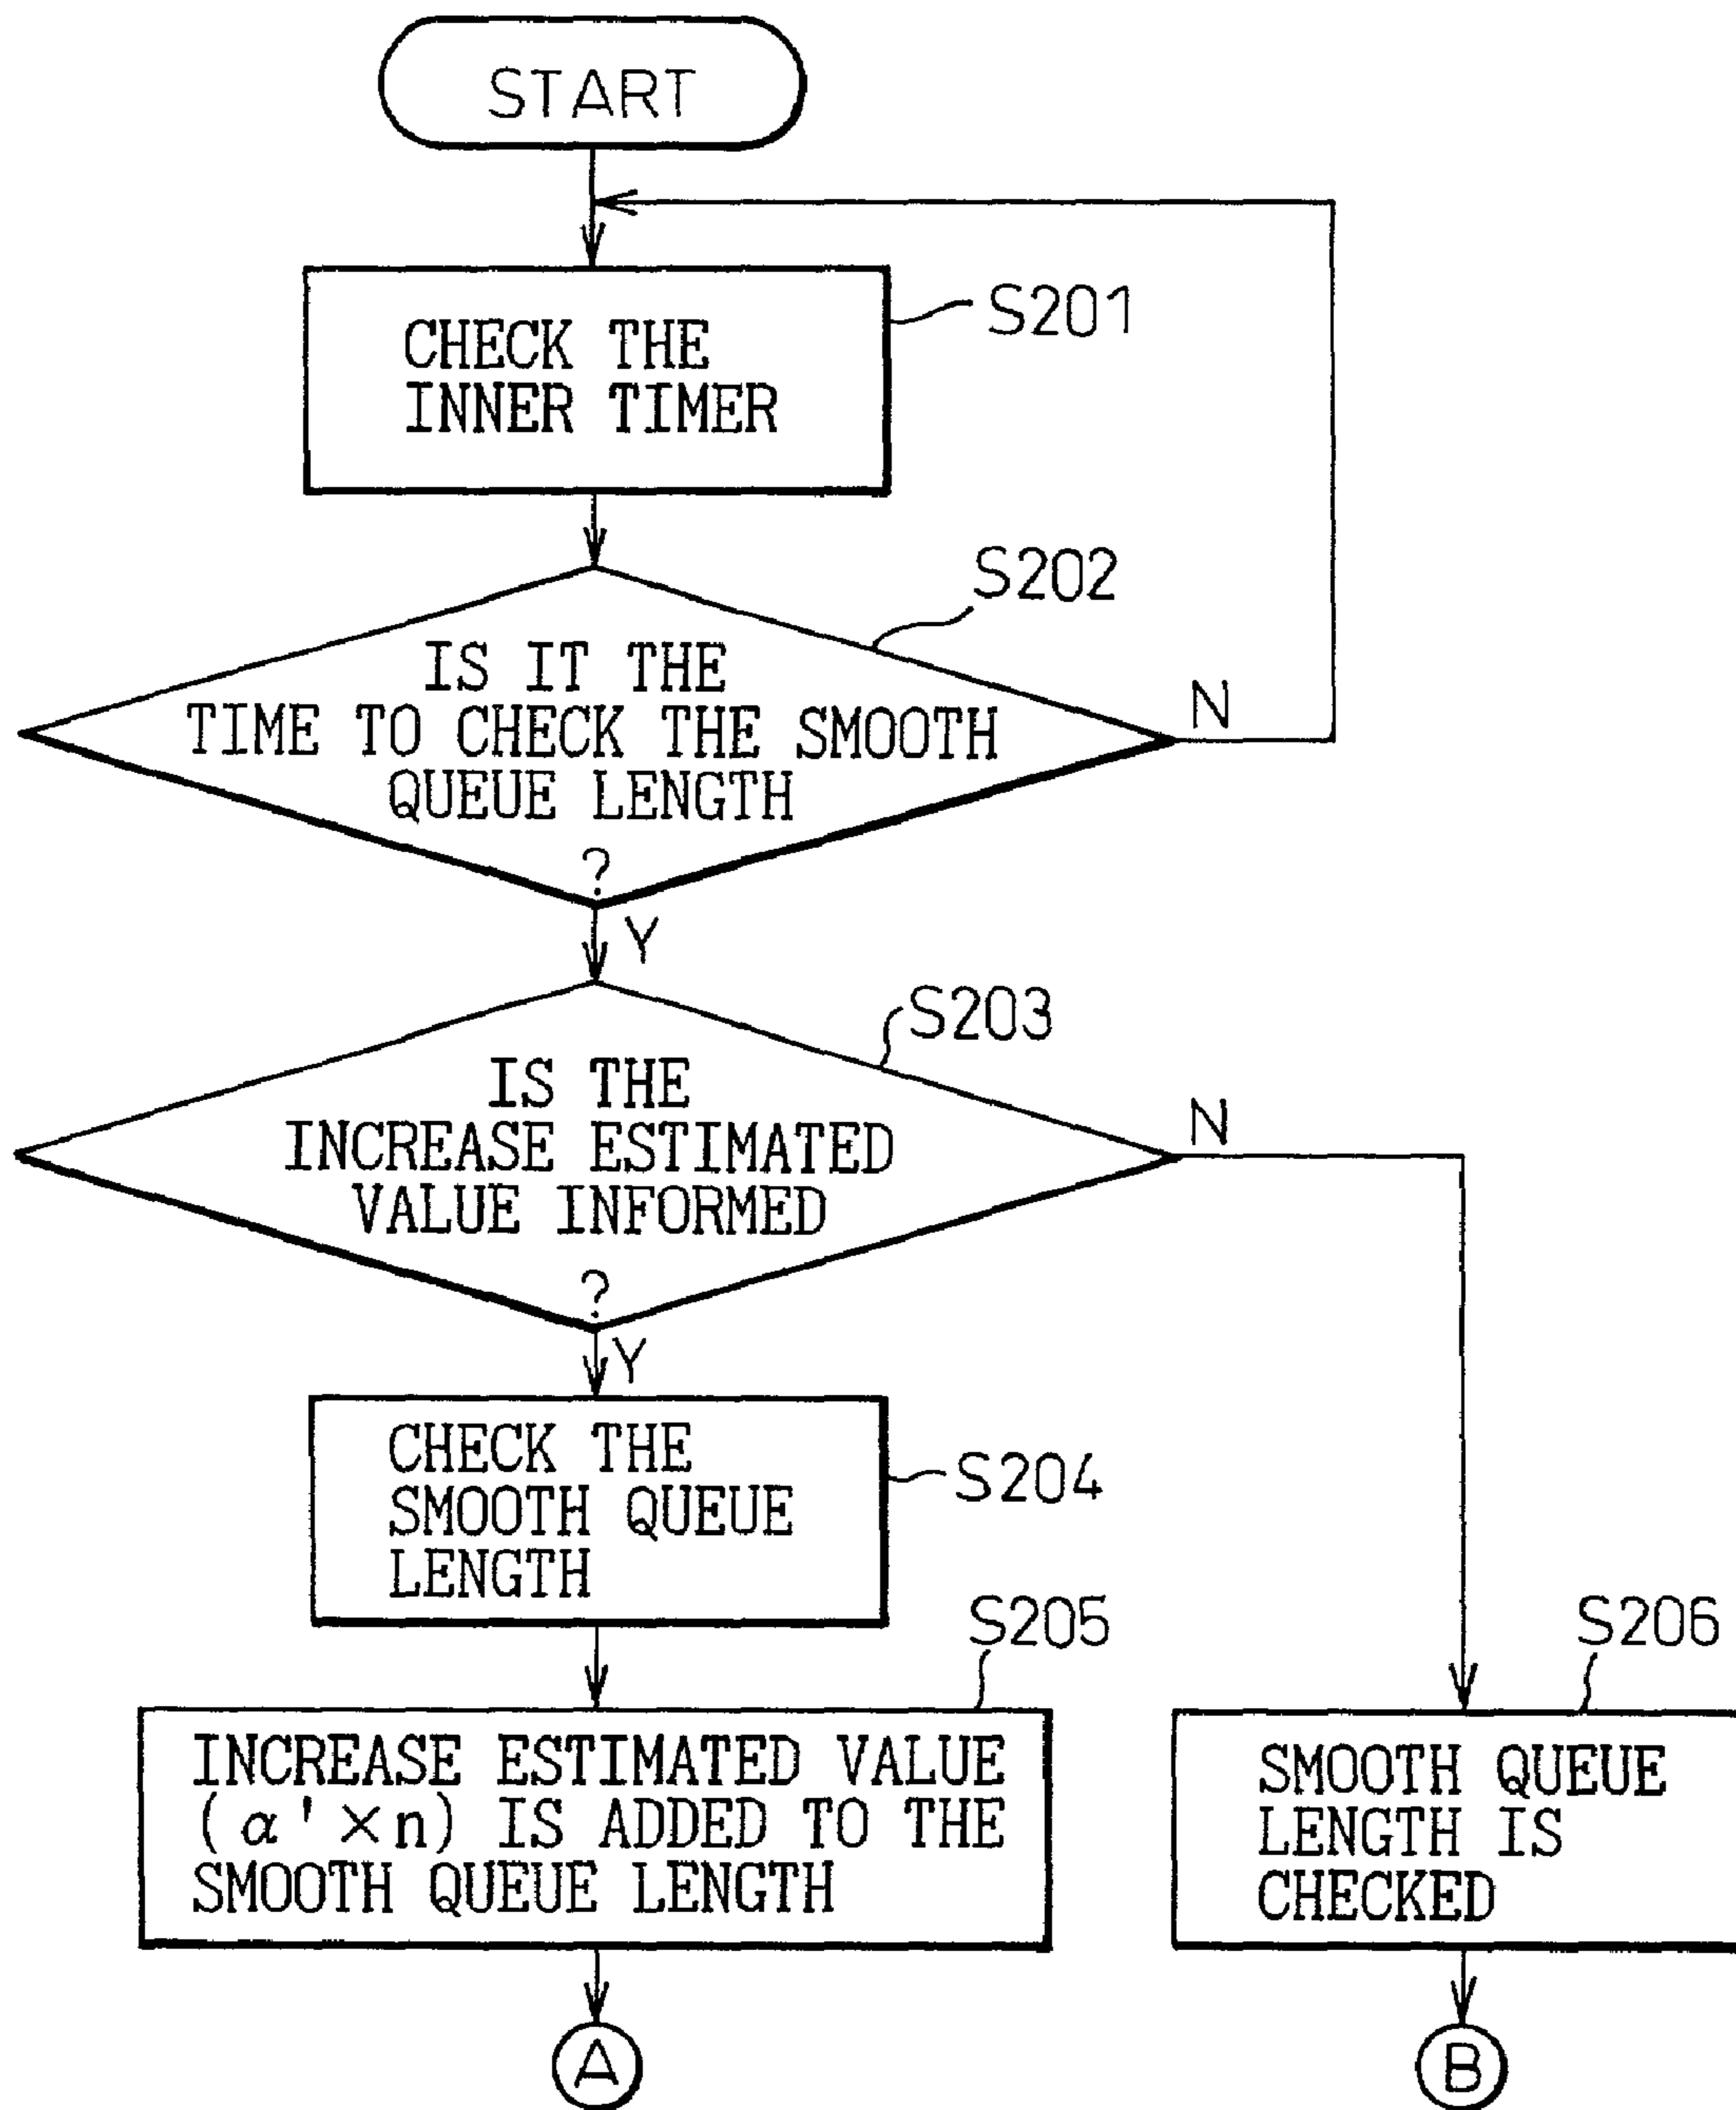 START
S201
CHECK THE
INNER TIMER
S202
IS IT THE
TIME TO CHECK THE SMOOTH
QUEUE LENGTH
?
N
Y
S203
IS THE
INCREASE ESTIMATED
VALUE INFORMED
?
N
Y
CHECK THE
SMOOTH QUEUE
LENGTH
S204
S205
INCREASE ESTIMATED VALUE
(α'×n) IS ADDED TO THE
SMOOTH QUEUE LENGTH
S206
SMOOTH QUEUE
LENGTH IS
CHECKED
A
B